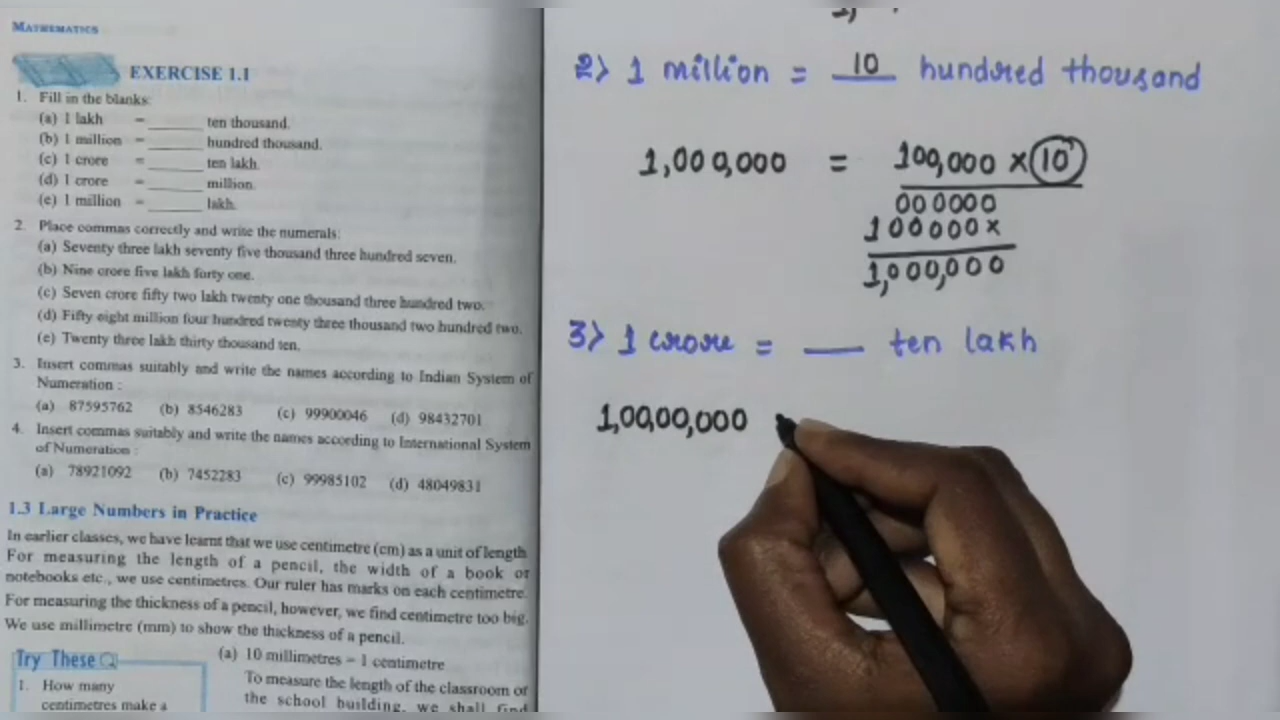 MATHEMATICS
EXERCISE 1.1
1. Fill in the blanks:
(a) 1 lakh = ______ ten thousand.
(b) 1 million = ______ hundred thousand.
(c) 1 crore = ______ ten lakh.
(d) 1 crore = ______ million.
(e) 1 million = ______ lakh.
2. Place commas correctly and write the numerals:
(a) Seventy three lakh seventy five thousand three hundred seven.
(b) Nine crore five lakh forty one.
(c) Seven crore fifty two lakh twenty one thousand three hundred two.
(d) Fifty eight million four hundred twenty three thousand two hundred two.
(e) Twenty three lakh thirty thousand ten.
3. Insert commas suitably and write the names according to Indian System of
Numeration :
(a) 87595762 (b) 8546283 (c) 99900046 (d) 98432701
4. Insert commas suitably and write the names according to International System
of Numeration :
(a) 78921092 (b) 7452283 (c) 99985102 (d) 48049831
1.3 Large Numbers in Practice
In earlier classes, we have learnt that we use centimetre (cm) as a unit of length.
For measuring the length of a pencil, the width of a book or
notebooks etc., we use centimetres. Our ruler has marks on each centimetre.
For measuring the thickness of a pencil, however, we find centimetre too big.
We use millimetre (mm) to show the thickness of a pencil.
Try These
1. How many
centimetres make a
(a) 10 millimetres = 1 centimetre
To measure the length of the classroom or
the school building, we shall find
2) 1 million = 10 hundred thousand
1,000,000 = 100,000 × 10
000000
100000×
1,000,000
3) 1 crore = __ ten lakh
1,00,00,000